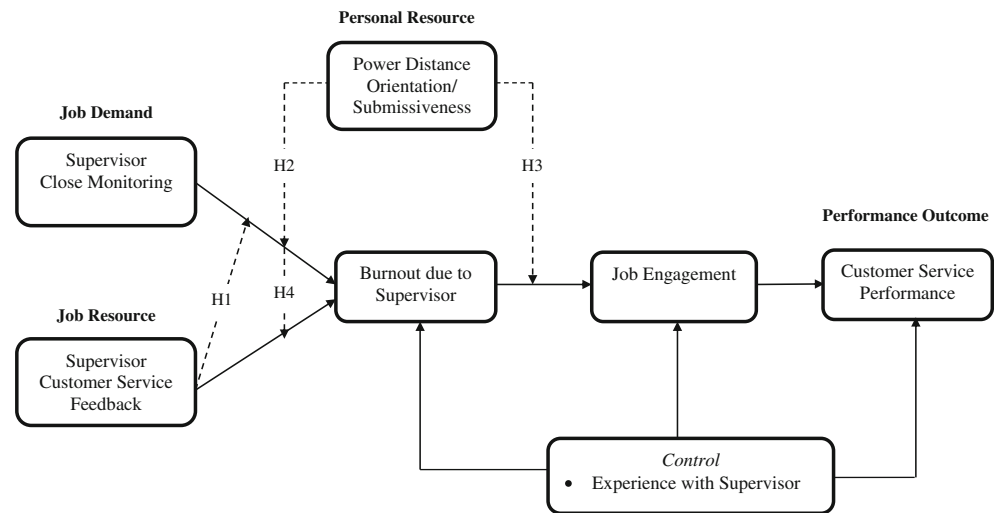 Personal Resource
Power Distance
Orientation/
Submissiveness
Job Demand
Supervisor
Close Monitoring
H2
H3
Performance Outcome
Burnout due to
Supervisor
Job Engagement
Customer Service
Performance
H1
H4
Job Resource
Supervisor
Customer Service
Feedback
Control
• Experience with Supervisor